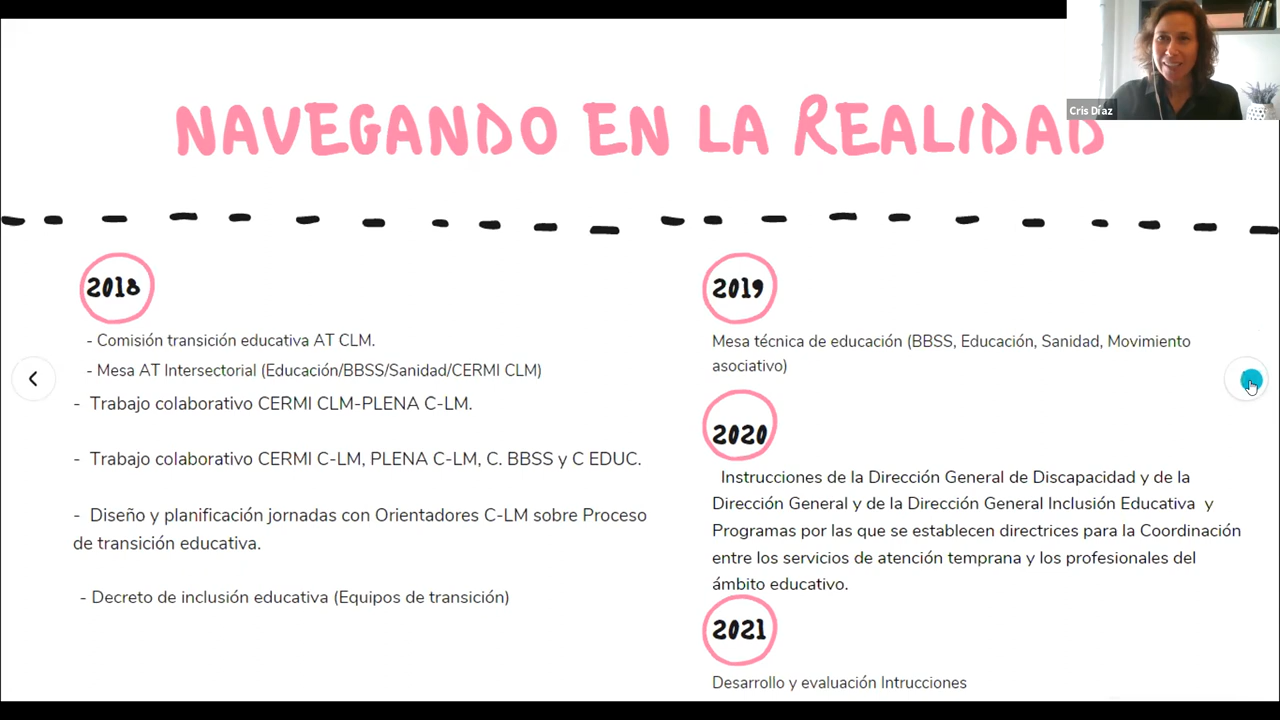 Cris Díaz
NAVEGANDO EN LA REALIDAD
2018
- Comisión transición educativa AT CLM.
- Mesa AT Intersectorial (Educación/BBSS/Sanidad/CERMI CLM)
- Trabajo colaborativo CERMI CLM-PLENA C-LM.
- Trabajo colaborativo CERMI C-LM, PLENA C-LM, C. BBSS y C EDUC.
- Diseño y planificación jornadas con Orientadores C-LM sobre Proceso
de transición educativa.
- Decreto de inclusión educativa (Equipos de transición)
2019
Mesa técnica de educación (BBSS, Educación, Sanidad, Movimiento
asociativo)
2020
Instrucciones de la Dirección General de Discapacidad y de la
Dirección General y de la Dirección General Inclusión Educativa y
Programas por las que se establecen directrices para la Coordinación
entre los servicios de atención temprana y los profesionales del
ámbito educativo.
2021
Desarrollo y evaluación Intrucciones